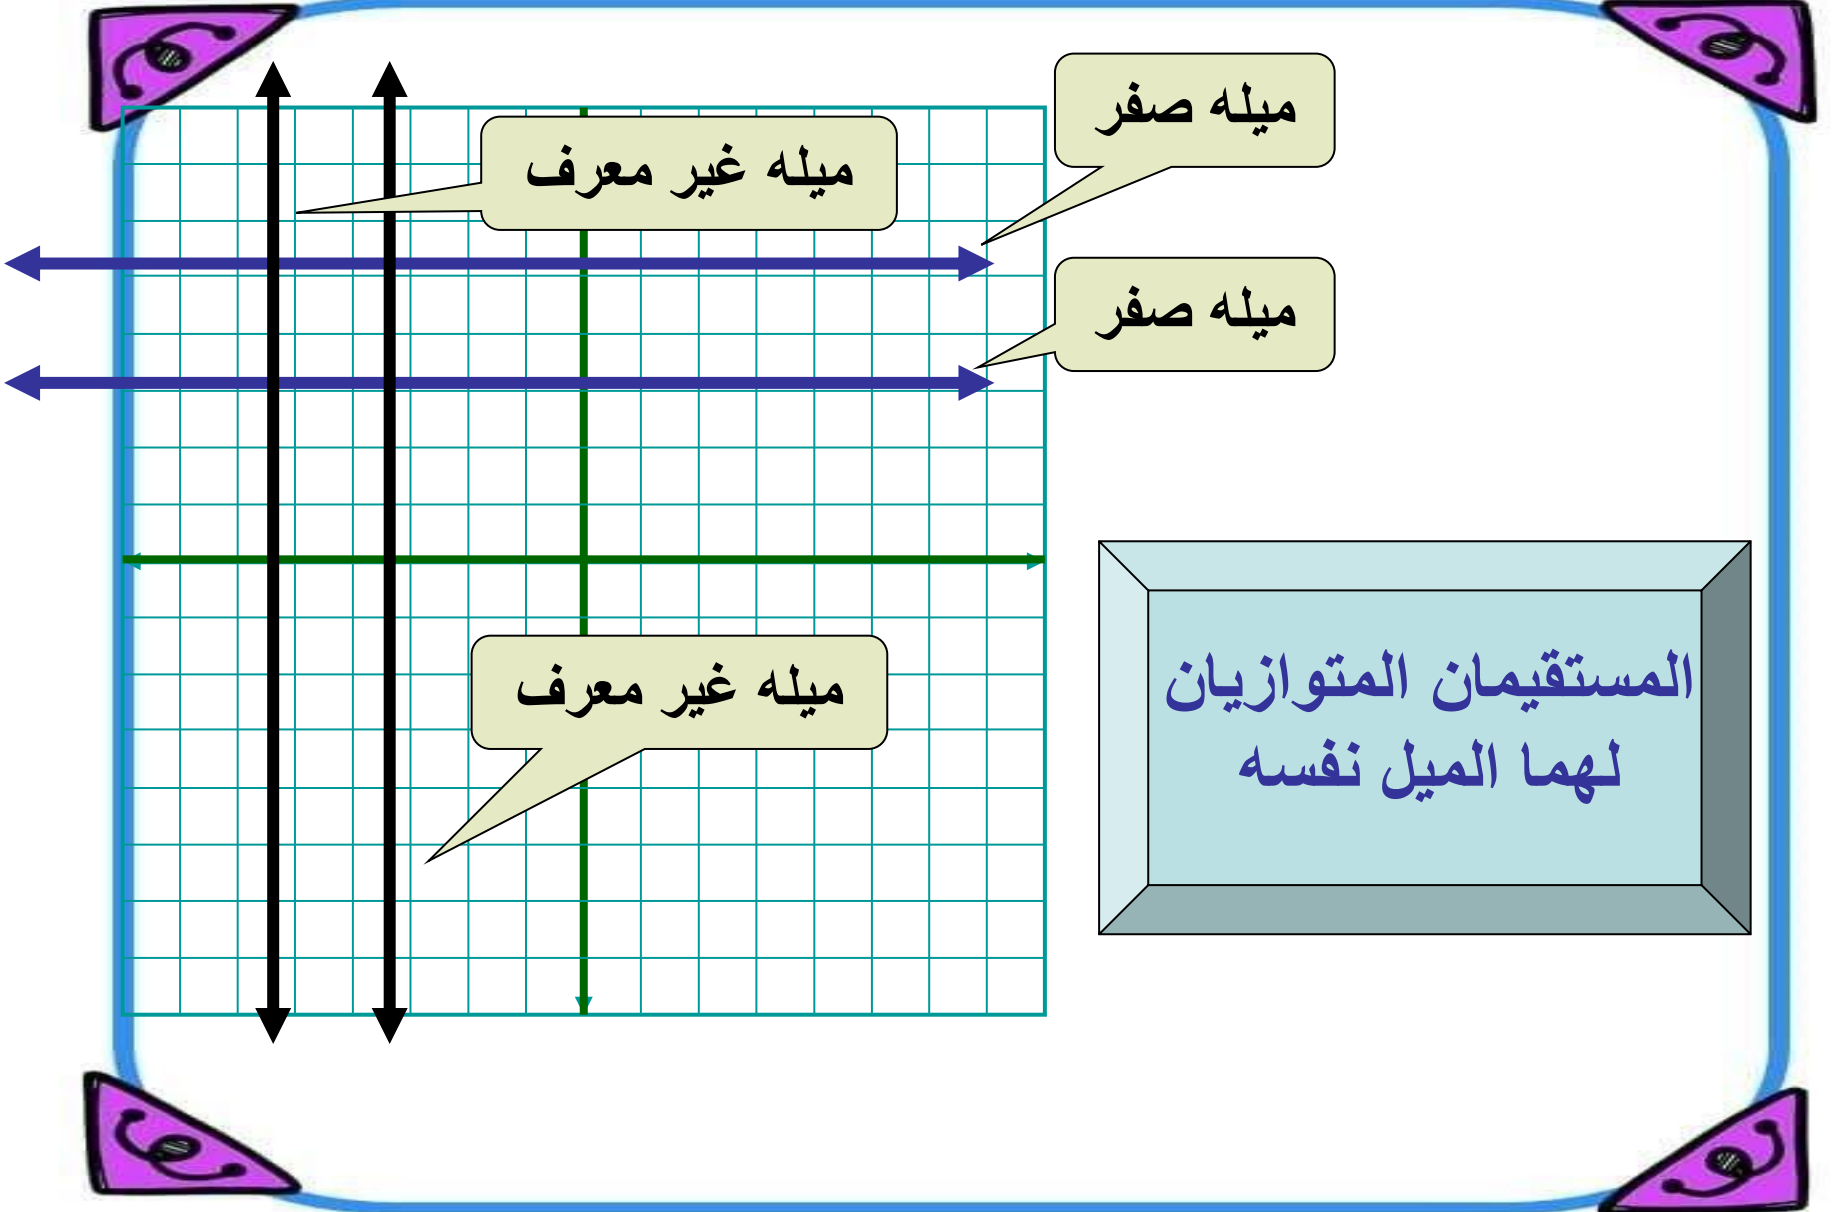 ميله صفر
ميله غير معرف
ميله صفر
ميله غير معرف
المستقيمان المتوازيان
لهما الميل نفسه